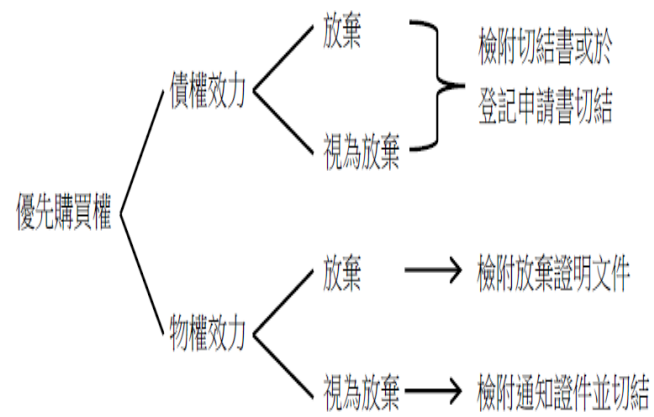 優先購買權
債權效力
放棄
視為放棄
檢附切結書或於
登記申請書切結
物權效力
放棄
檢附放棄證明文件
視為放棄
檢附通知證件並切結